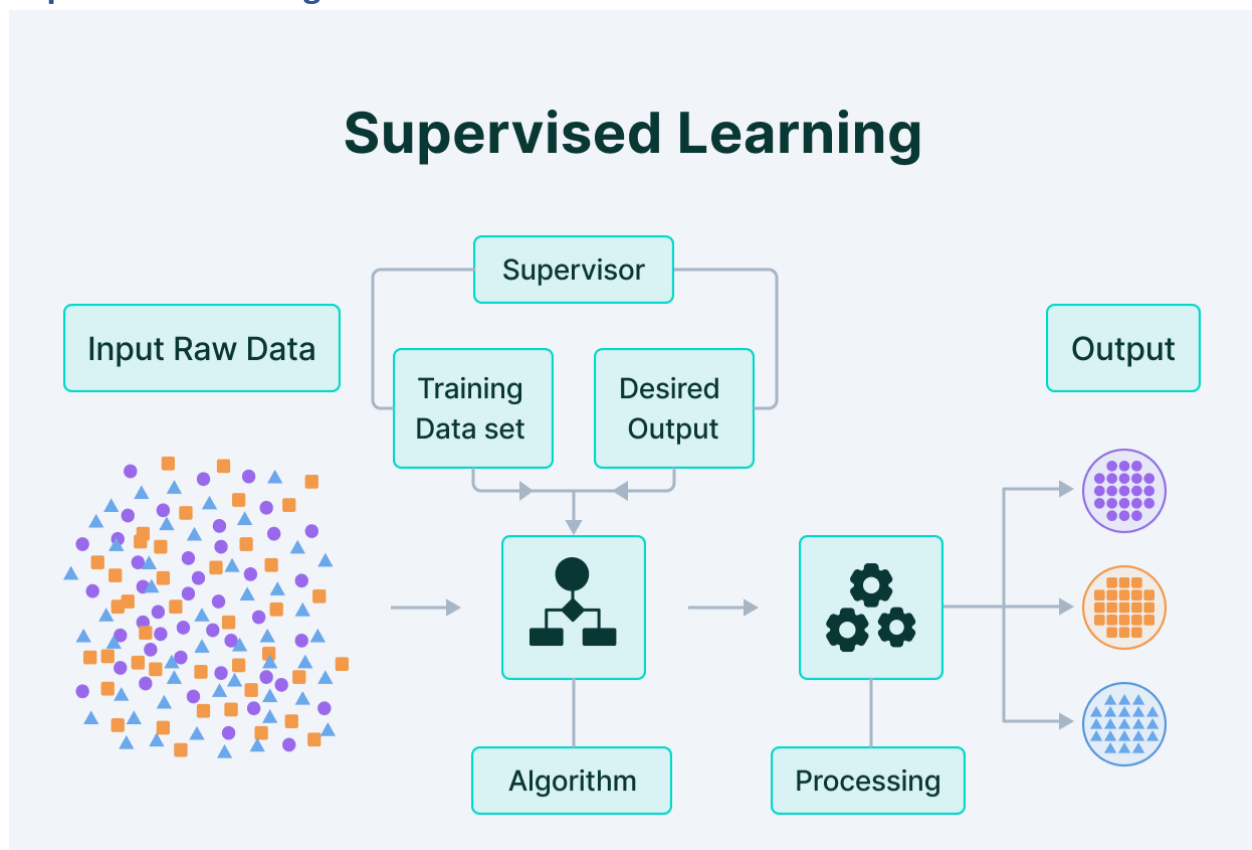 Supervised Learning
Supervisor
Input Raw Data
Output
Training
Data set
Desired
Output
Algorithm
Processing